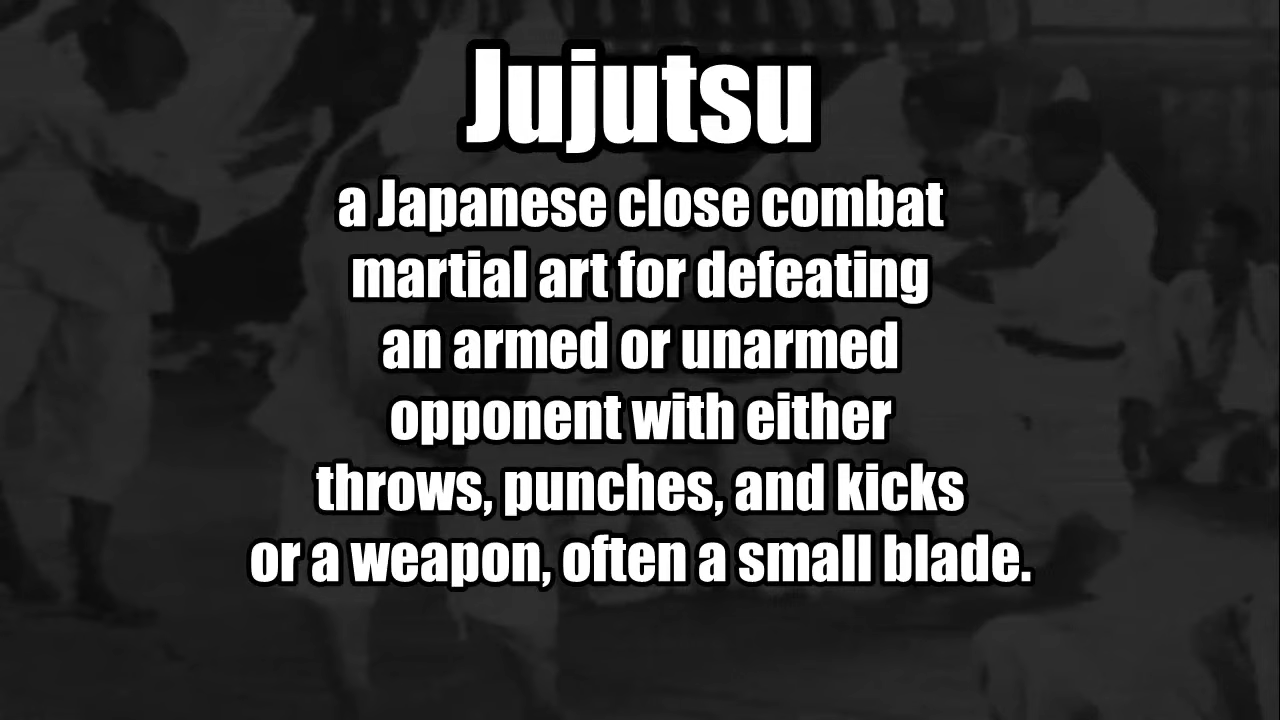 Jujutsu
a Japanese close combat
martial art for defeating
an armed or unarmed
opponent with either
throws, punches, and kicks
or a weapon, often a small blade.